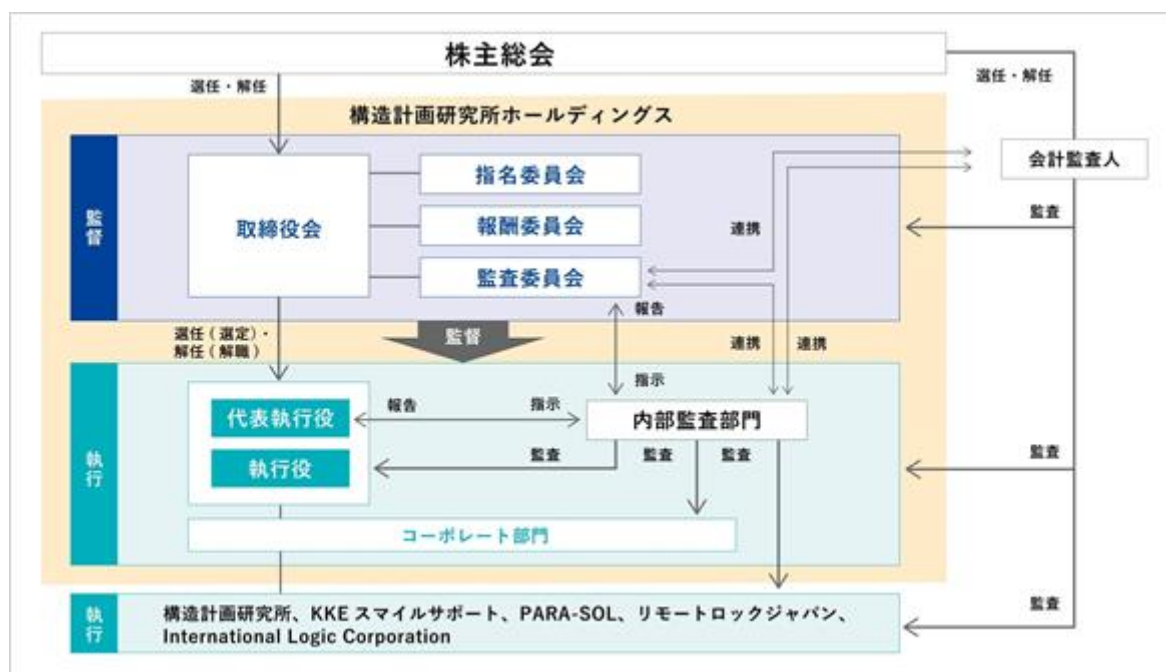 株主総会
選任・解任
選任・解任
構造計画研究所ホールディングス
会計監査人
監督
取締役会
指名委員会
報酬委員会
監査委員会
連携
監査
報告
選任(選定)・
解任(解職)
監督
連携
連携
指示
執行
代表執行役
執行役
報告
指示
内部監査部門
監査
監査
監査
監査
コーポレート部門
執行
構造計画研究所、KKE スマイルサポート、PARA-SOL、リモートロックジャパン、
International Logic Corporation
監査